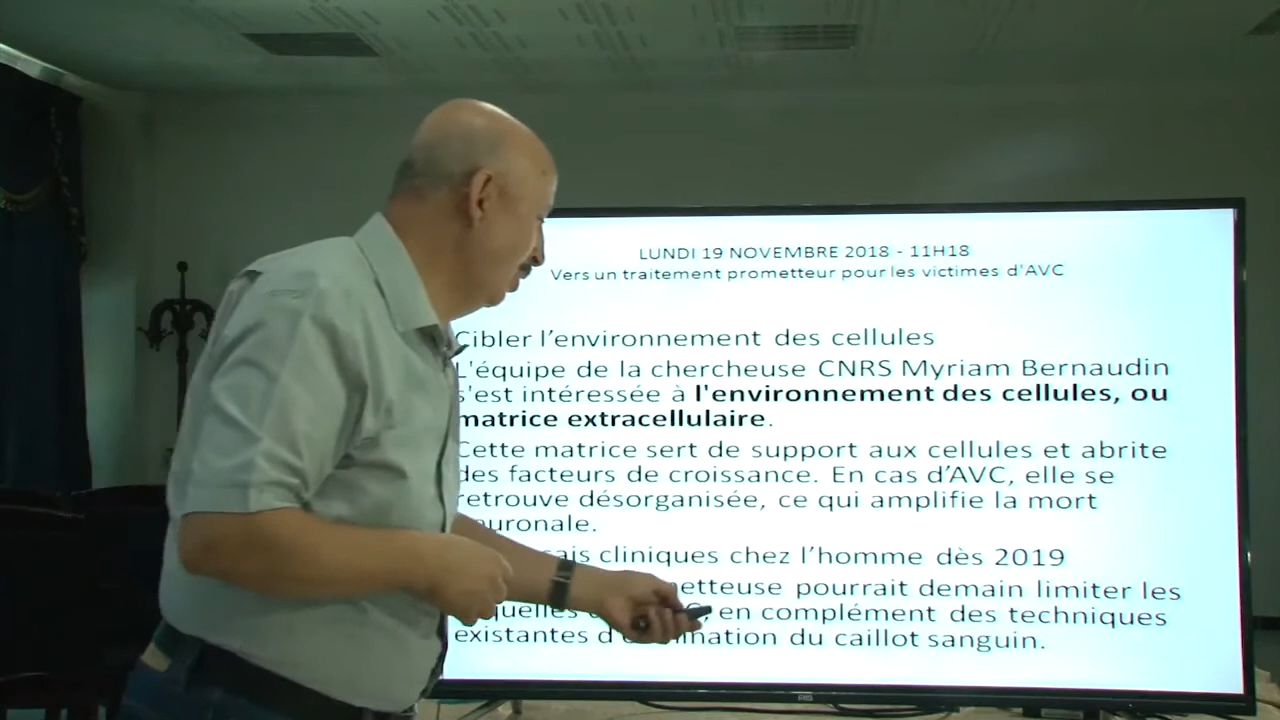 LUNDI 19 NOVEMBRE 2018 - 11H18
Vers un traitement prometteur pour les victimes d'AVC
Cibler l'environnement des cellules
L'équipe de la chercheuse CNRS Myriam Bernaudin
s'est intéressée à l'environnement des cellules, ou
matrice extracellulaire.
Cette matrice sert de support aux cellules et abrite
des facteurs de croissance. En cas d'AVC, elle se
retrouve désorganisée, ce qui amplifie la mort
neuronale.
cliniques chez l'homme dès 2019
pourrait demain limiter les
en complément des techniques
existantes du caillot sanguin.